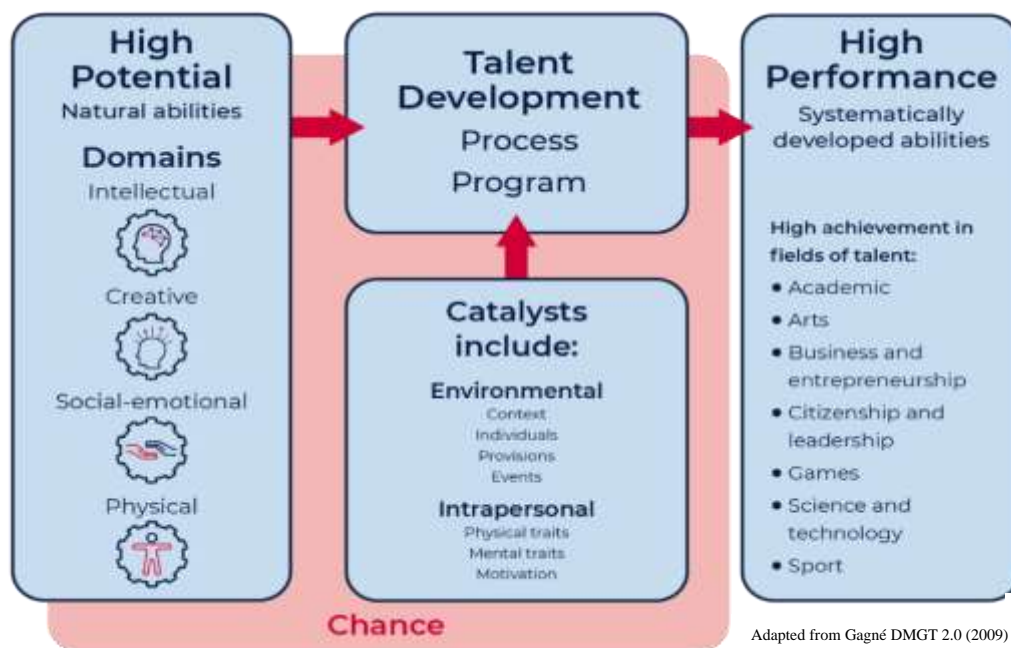 High
Potential
Natural abilities
Domains
Intellectual
Creative
Social-emotional
Physical
Talent
Development
Process
Program
Catalysts
include:
Environmental
Context
Individuals
Provisions
Events
Intrapersonal
Physical traits
Mental traits
Motivation
Chance
High
Performance
Systematically
developed abilities
High achievement in
fields of talent:
• Academic
• Arts
• Business and
entrepreneurship
• Citizenship and
leadership
• Games
• Science and
technology
• Sport
Adapted from Gagné DMGT 2.0 (2009)